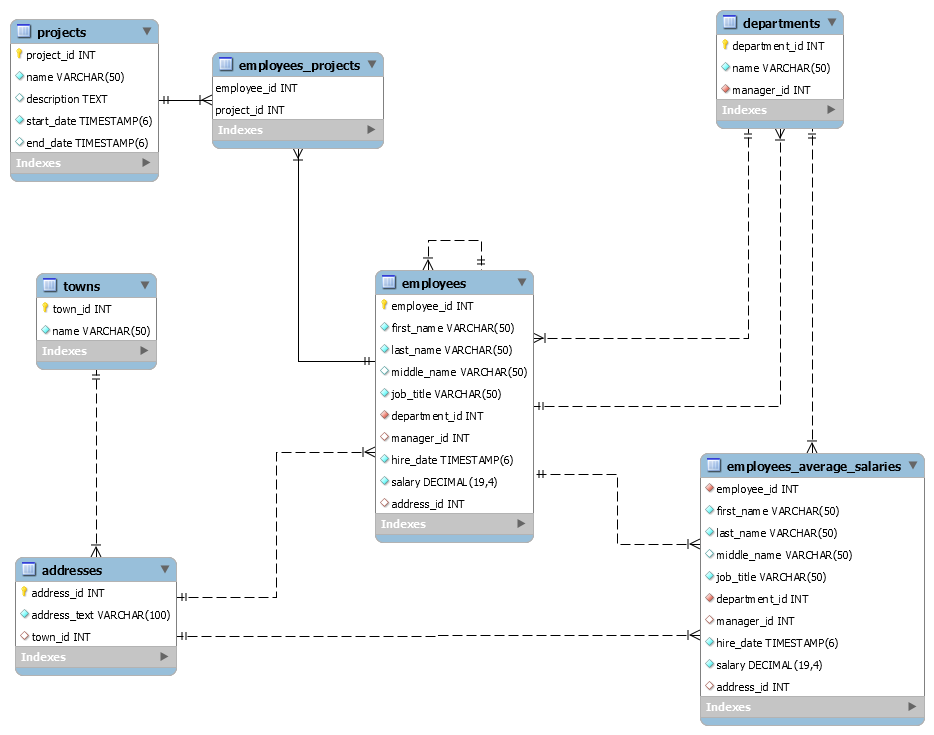 projects
project_id INT
name VARCHAR(50)
description TEXT
start_date TIMESTAMP(6)
end_date TIMESTAMP(6)
Indexes
employees_projects
employee_id INT
project_id INT
Indexes
departments
department_id INT
name VARCHAR(50)
manager_id INT
Indexes
towns
town_id INT
name VARCHAR(50)
Indexes
employees
employee_id INT
first_name VARCHAR(50)
last_name VARCHAR(50)
middle_name VARCHAR(50)
job_title VARCHAR(50)
department_id INT
manager_id INT
hire_date TIMESTAMP(6)
salary DECIMAL(19,4)
address_id INT
Indexes
addresses
address_id INT
address_text VARCHAR(100)
town_id INT
Indexes
employees_average_salaries
employee_id INT
first_name VARCHAR(50)
last_name VARCHAR(50)
middle_name VARCHAR(50)
job_title VARCHAR(50)
department_id INT
manager_id INT
hire_date TIMESTAMP(6)
salary DECIMAL(19,4)
address_id INT
Indexes